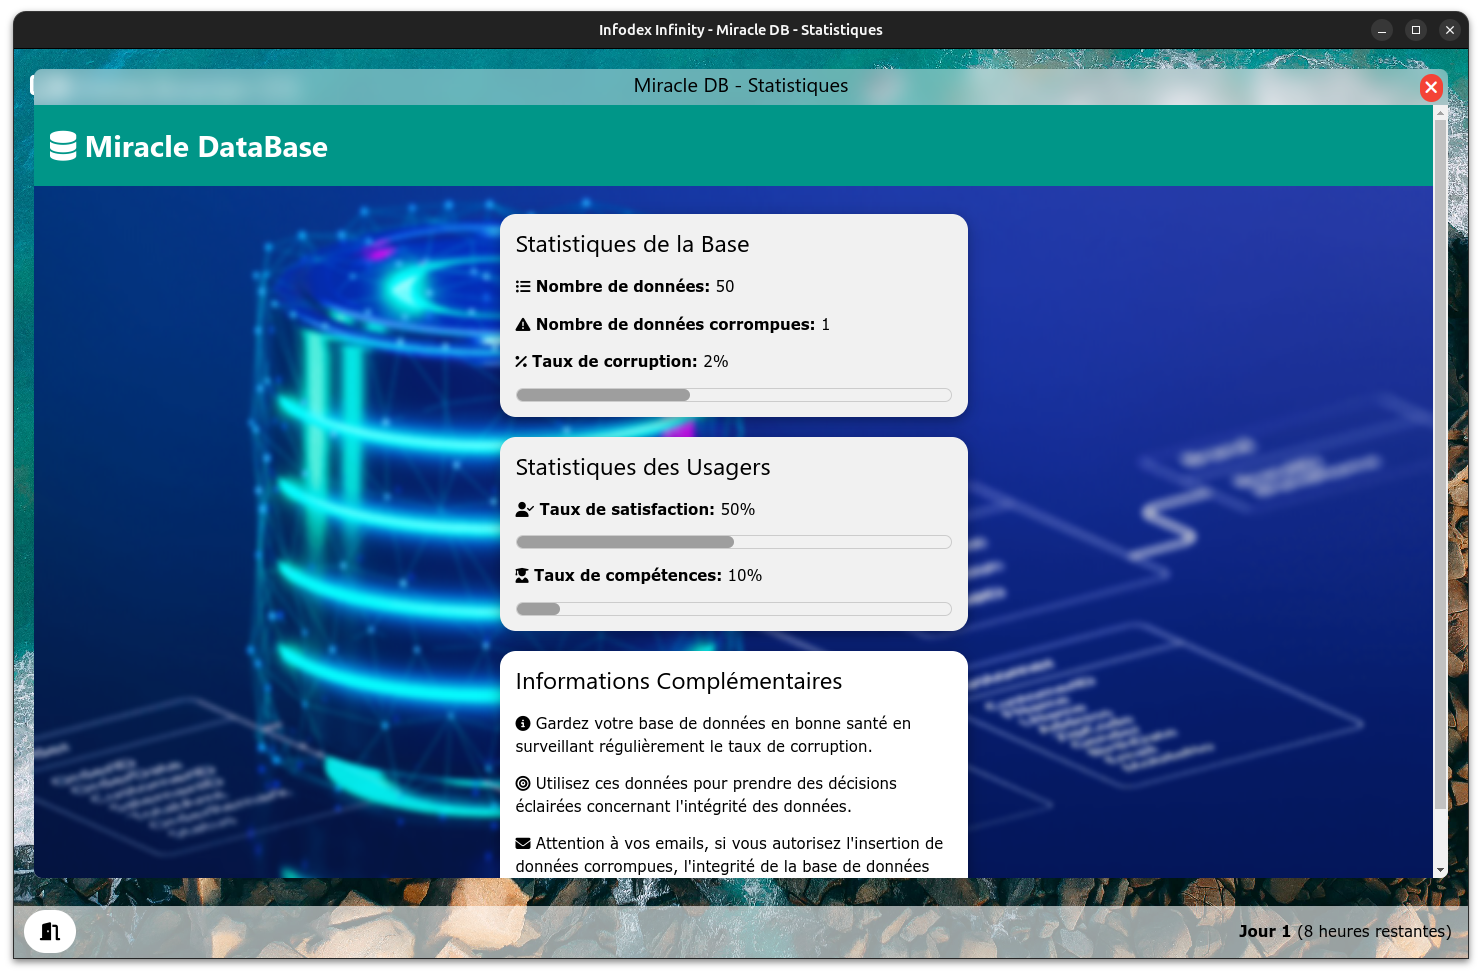 Infodex Infinity - Miracle DB - Statistiques
Miracle DB - Statistiques
Miracle DataBase
Statistiques de la Base
Nombre de données: 50
Nombre de données corrompues: 1
Taux de corruption: 2%
Statistiques des Usagers
Taux de satisfaction: 50%
Taux de compétences: 10%
Informations Complémentaires
Gardez votre base de données en bonne santé en
surveillant régulièrement le taux de corruption.
Utilisez ces données pour prendre des décisions
éclairées concernant l'intégrité des données.
Attention à vos emails, si vous autorisez l'insertion de
données corrompues, l'integrité de la base de données
Jour 1 (8 heures restantes)